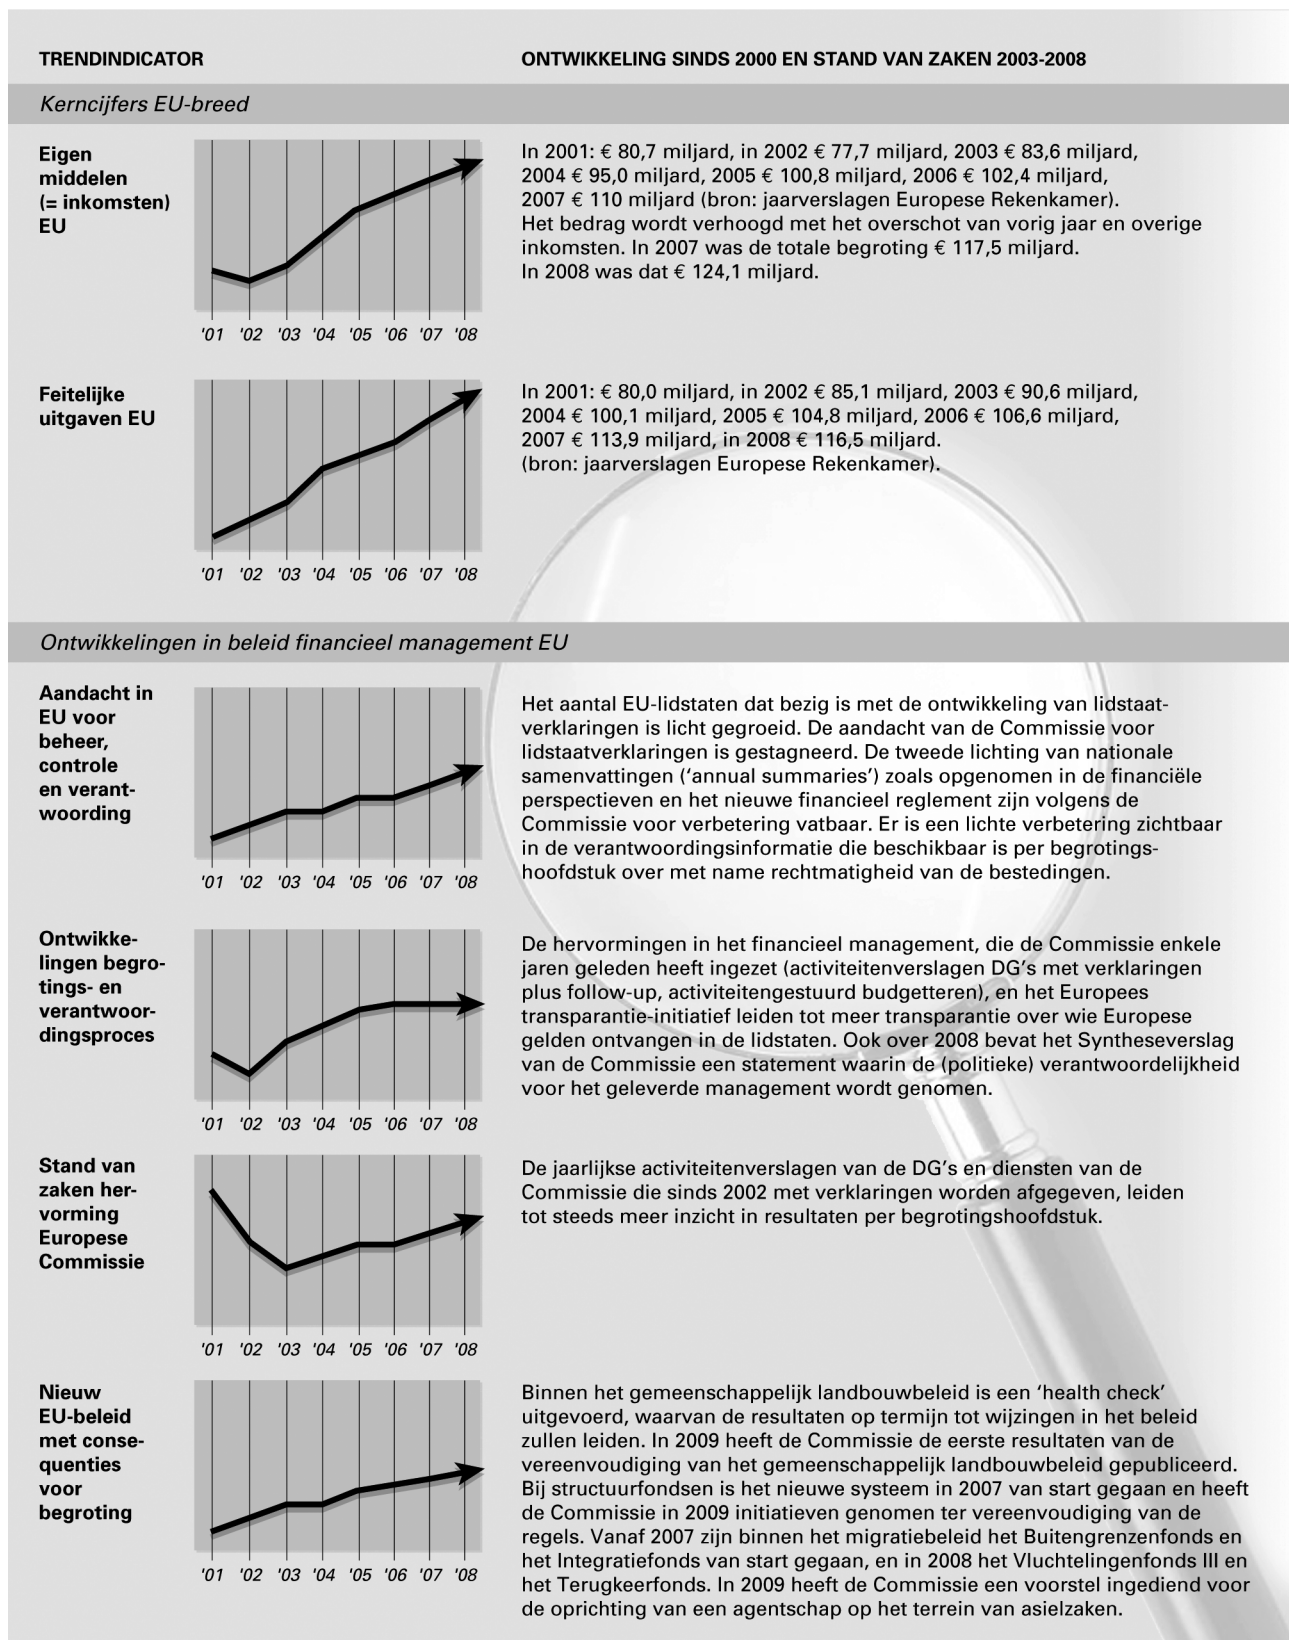 TRENDINDICATOR
ONTWIKKELING SINDS 2000 EN STAND VAN ZAKEN 2003-2008
Kerncijfers EU-breed
Eigen
middelen
(= inkomsten)
EU
'01 '02 '03 '04 '05 '06 '07 '08
In 2001: € 80,7 miljard, in 2002 € 77,7 miljard, 2003 € 83,6 miljard,
2004 € 95,0 miljard, 2005 € 100,8 miljard, 2006 € 102,4 miljard,
2007 € 110 miljard (bron: jaarverslagen Europese Rekenkamer).
Het bedrag wordt verhoogd met het overschot van vorig jaar en overige
inkomsten. In 2007 was de totale begroting € 117,5 miljard.
In 2008 was dat € 124,1 miljard.
Feitelijke
uitgaven EU
'01 '02 '03 '04 '05 '06 '07 '08
In 2001: € 80,0 miljard, in 2002 € 85,1 miljard, 2003 € 90,6 miljard,
2004 € 100,1 miljard, 2005 € 104,8 miljard, 2006 € 106,6 miljard,
2007 € 113,9 miljard, in 2008 € 116,5 miljard.
(bron: jaarverslagen Europese Rekenkamer).
Ontwikkelingen in beleid financieel management EU
Aandacht in
EU voor
beheer,
controle
en verant-
woording
'01 '02 '03 '04 '05 '06 '07 '08
Het aantal EU-lidstaten dat bezig is met de ontwikkeling van lidstaat-
verklaringen is licht gegroeid. De aandacht van de Commissie voor
lidstaatverklaringen is gestagneerd. De tweede lichting van nationale
samenvattingen (‘annual summaries’) zoals opgenomen in de financiële
perspectieven en het nieuwe financieel reglement zijn volgens de
Commissie voor verbetering vatbaar. Er is een lichte verbetering zichtbaar
in de verantwoordingsinformatie die beschikbaar is per begrotings-
hoofdstuk over met name rechtmatigheid van de bestedingen.
Ontwikke-
lingen begro-
tings- en
verantwoor-
dingsproces
'01 '02 '03 '04 '05 '06 '07 '08
De hervormingen in het financieel management, die de Commissie enkele
jaren geleden heeft ingezet (activiteitenverslagen DG’s met verklaringen
plus follow-up, activiteitengestuurd budgetteren), en het Europees
transparantie-initiatief leiden tot meer transparantie over wie Europese
gelden ontvangen in de lidstaten. Ook over 2008 bevat het Syntheseverslag
van de Commissie een statement waarin de (politieke) verantwoordelijkheid
voor het geleverde management wordt genomen.
Stand van
zaken her-
vorming
Europese
Commissie
'01 '02 '03 '04 '05 '06 '07 '08
De jaarlijkse activiteitenverslagen van de DG’s en diensten van de
Commissie die sinds 2002 met verklaringen worden afgegeven, leiden
tot steeds meer inzicht in resultaten per begrotingshoofdstuk.
Nieuw
EU-beleid
met conse-
quenties
voor
begroting
'01 '02 '03 '04 '05 '06 '07 '08
Binnen het gemeenschappelijk landbouwbeleid is een ‘health check’
uitgevoerd, waarvan de resultaten op termijn tot wijzingen in het beleid
zullen leiden. In 2009 heeft de Commissie de eerste resultaten van de
vereenvoudiging van het gemeenschappelijk landbouwbeleid gepubliceerd.
Bij structuurfondsen is het nieuwe systeem in 2007 van start gegaan en heeft
de Commissie in 2009 initiatieven genomen ter vereenvoudiging van de
regels. Vanaf 2007 zijn binnen het migratiebeleid het Buitengrenzenfonds en
het Integratiefonds van start gegaan, en in 2008 het Vluchtelingenfonds III en
het Terugkeerfonds. In 2009 heeft de Commissie een voorstel ingediend voor
de oprichting van een agentschap op het terrein van asielzaken.